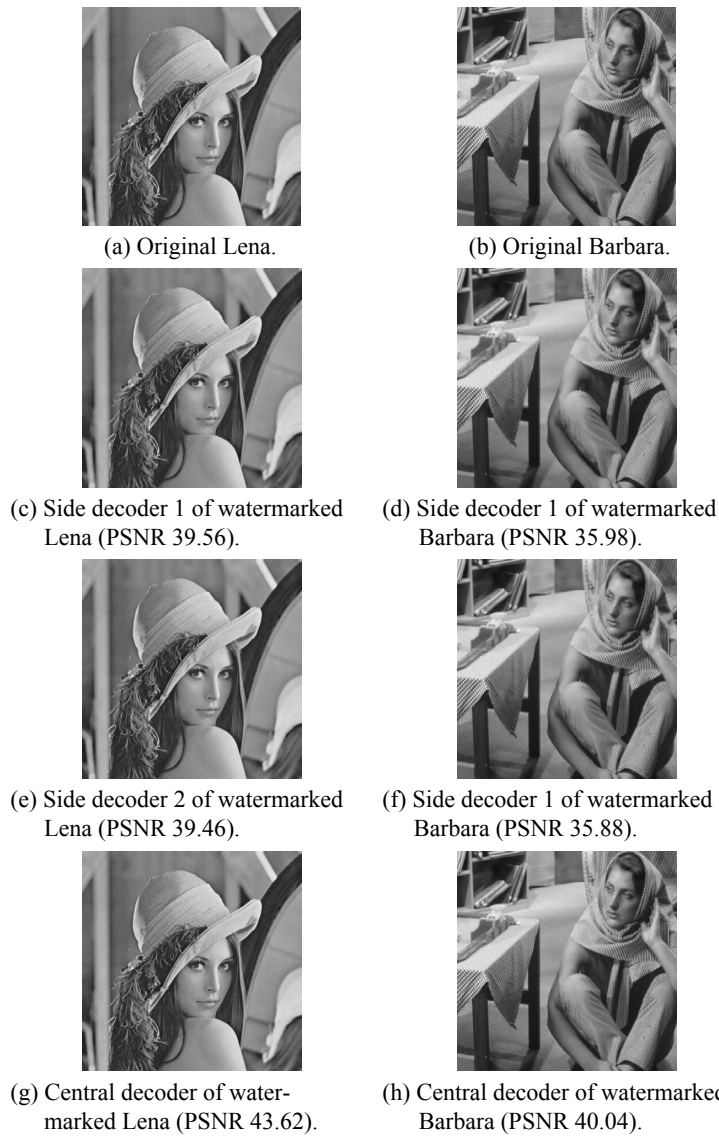 (a) Original Lena.
(b) Original Barbara.
(c) Side decoder 1 of watermarked
Lena (PSNR 39.56).
(d) Side decoder 1 of watermarked
Barbara (PSNR 35.98).
(e) Side decoder 2 of watermarked
Lena (PSNR 39.46).
(f) Side decoder 1 of watermarked
Barbara (PSNR 35.88).
(g) Central decoder of water-
marked Lena (PSNR 43.62).
(h) Central decoder of watermarked
Barbara (PSNR 40.04).